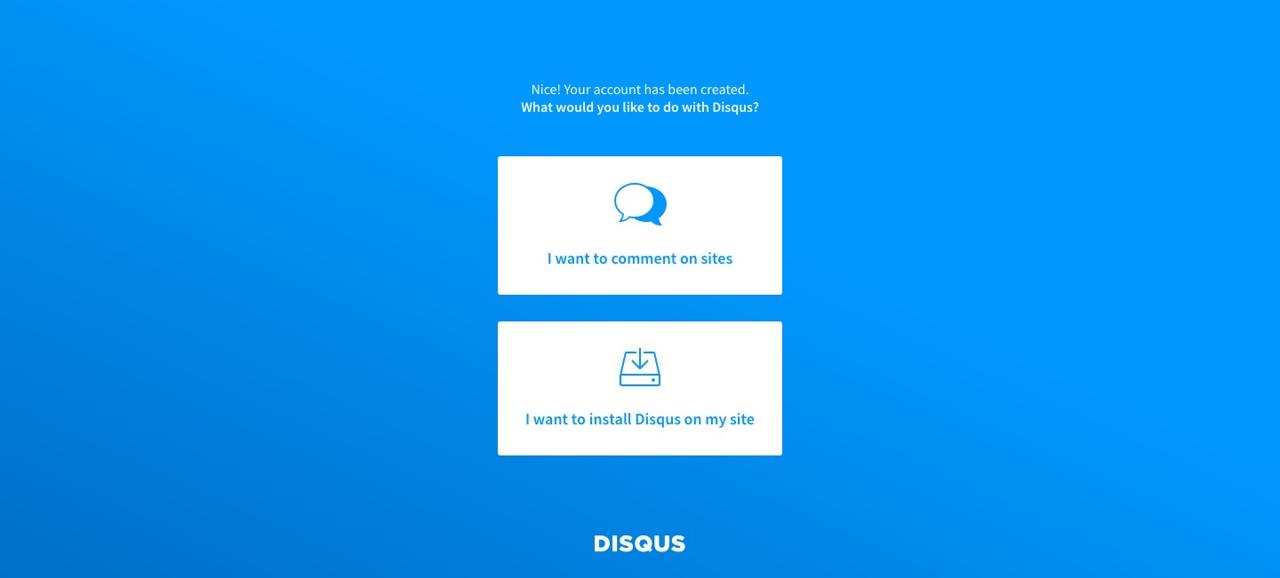 Nice! Your account has been created.
What would you like to do with Disqus?
I want to comment on sites
I want to install Disqus on my site
DISQUS